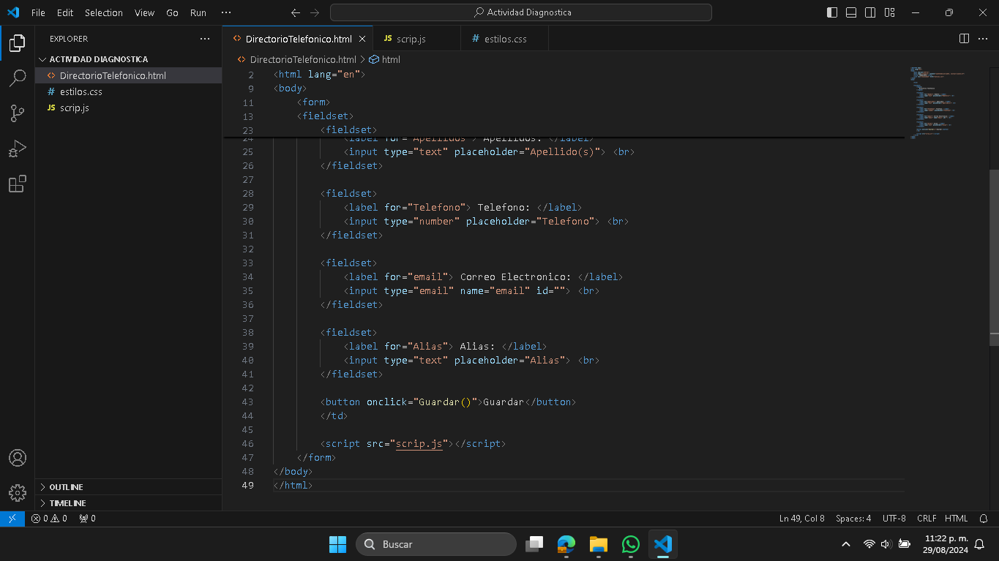 File Edit Selection View Go Run ···
Actividad Diagnostica
EXPLORER ···
DirectorioTelefonico.html
JS scrip.js
# estilos.css
ACTIVIDAD DIAGNOSTICA
DirectorioTelefonico.html
# estilos.css
JS scrip.js
DirectorioTelefonico.html > html
2 <html lang="en">
9 <body>
11 <form>
13 <fieldset>
23 <fieldset>
24 <label for="Apellidos"> Apellidos: </label>
25 <input type="text" placeholder="Apellido(s)"> <br>
26 </fieldset>
27
28 <fieldset>
29 <label for="Telefono"> Telefono: </label>
30 <input type="number" placeholder="Telefono"> <br>
31 </fieldset>
32
33 <fieldset>
34 <label for="email"> Correo Electronico: </label>
35 <input type="email" name="email" id=""> <br>
36 </fieldset>
37
38 <fieldset>
39 <label for="Alias"> Alias: </label>
40 <input type="text" placeholder="Alias"> <br>
41 </fieldset>
42
43 <button onclick="Guardar()">Guardar</button>
44 </td>
45
46 <script src="scrip.js"></script>
47 </form>
48 </body>
49 </html>
OUTLINE
TIMELINE
0 0 0
Ln 49, Col 8 Spaces: 4 UTF-8 CRLF HTML
Buscar
11:22 p. m.
29/08/2024